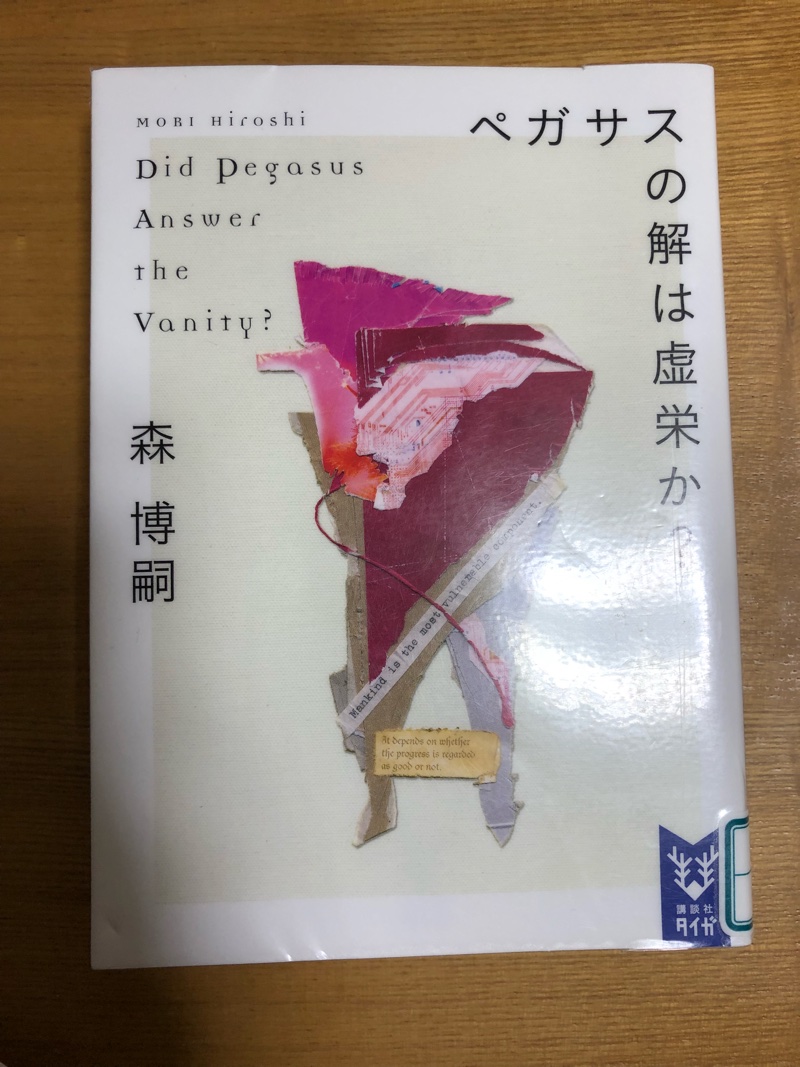 MORI Hiroshi
Did Pegasus
Answer
the
Vanity?
ペガサス
の解は虚栄か?
森 博嗣
Mankind is the most vulnerable
It depends on whether
the progress is regarded
as good or not.
講談社
タイガ